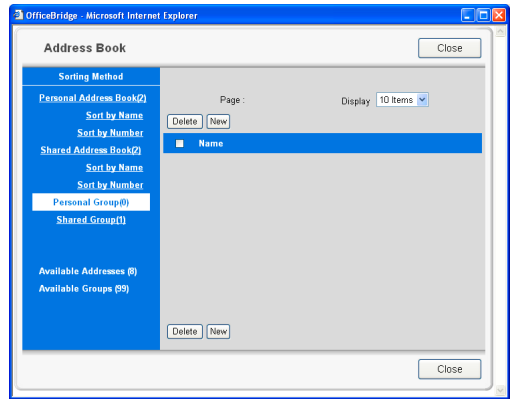 OfficeBridge - Microsoft Internet Explorer
Address Book
Close
Sorting Method
Personal Address Book(2)
Sort by Name
Sort by Number
Shared Address Book(2)
Sort by Name
Sort by Number
Personal Group(0)
Shared Group(1)
Available Addresses (8)
Available Groups (99)
Page :
Display 10 Items
Delete New
Name
Delete New
Close